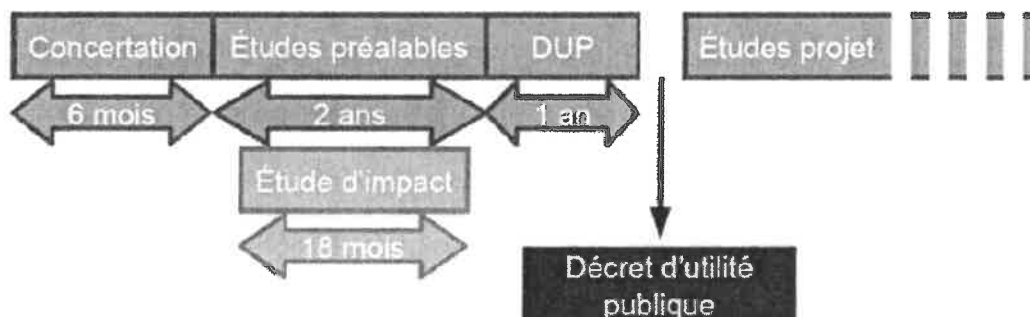 Concertation
Études préalables
DUP
Études projet
6 mois
2 ans
1 an
Étude d'impact
18 mois
Décret d'utilité
publique